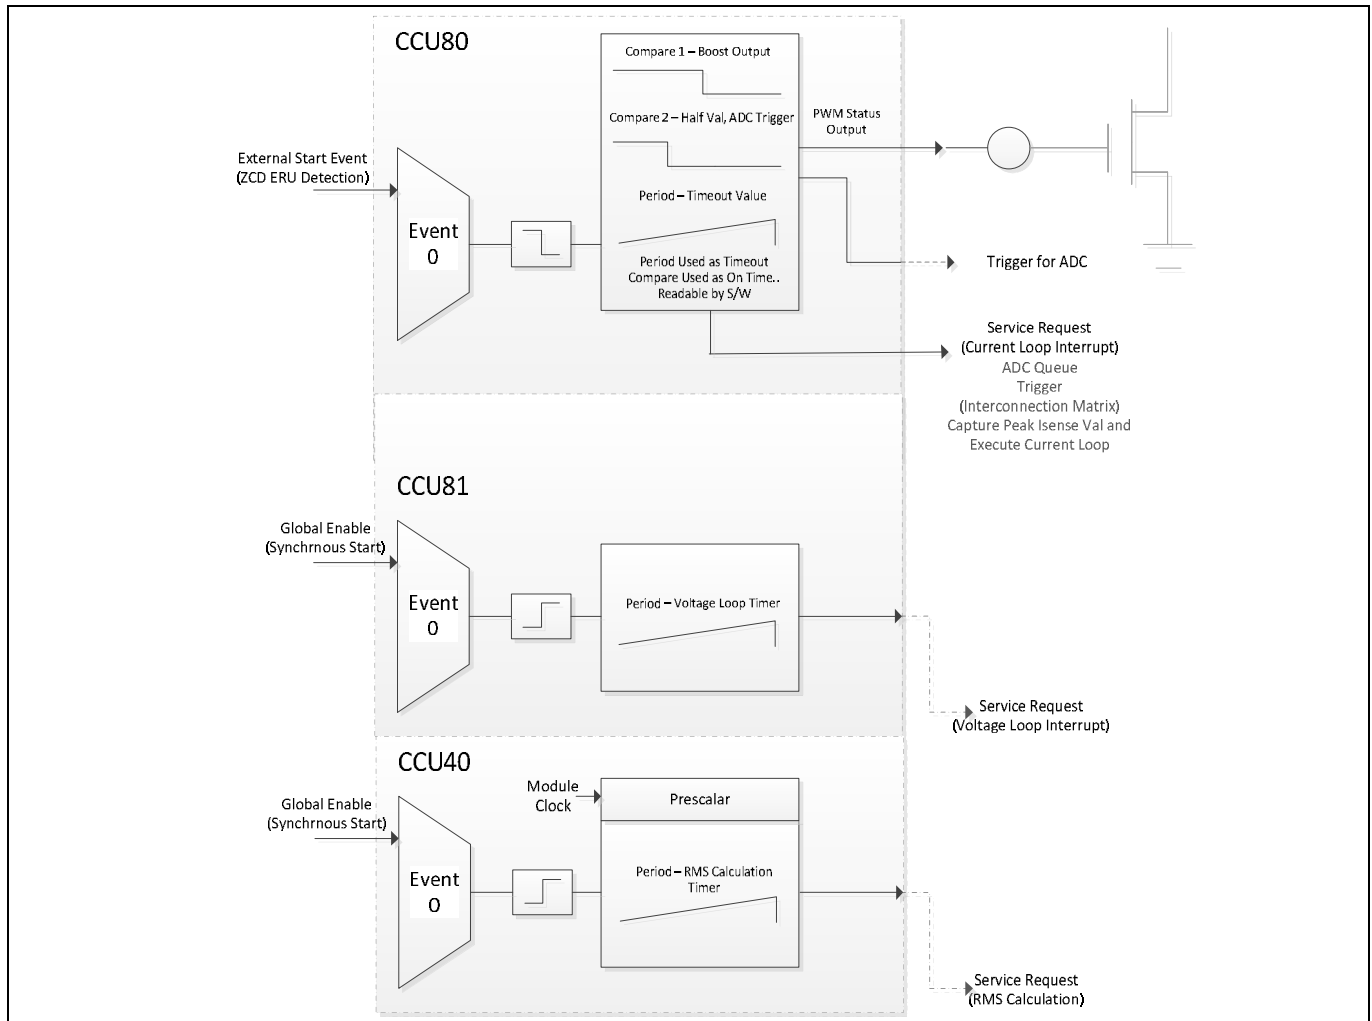 CCU80
Compare 1 – Boost Output
Compare 2 – Half Val, ADC Trigger
PWM Status
Output
External Start Event
(ZCD ERU Detection)
Event
0
Period – Timeout Value
Period Used as Timeout
Compare Used as On Time..
Readable by S/W
Trigger for ADC
Service Request
(Current Loop Interrupt)
ADC Queue
Trigger
(Interconnection Matrix)
Capture Peak Isense Val and
Execute Current Loop
CCU81
Global Enable
(Synchrnous Start)
Event
0
Period – Voltage Loop Timer
Service Request
(Voltage Loop Interrupt)
CCU40
Global Enable
(Synchrnous Start)
Module
Clock
Prescalar
Event
0
Period – RMS Calculation
Timer
Service Request
(RMS Calculation)